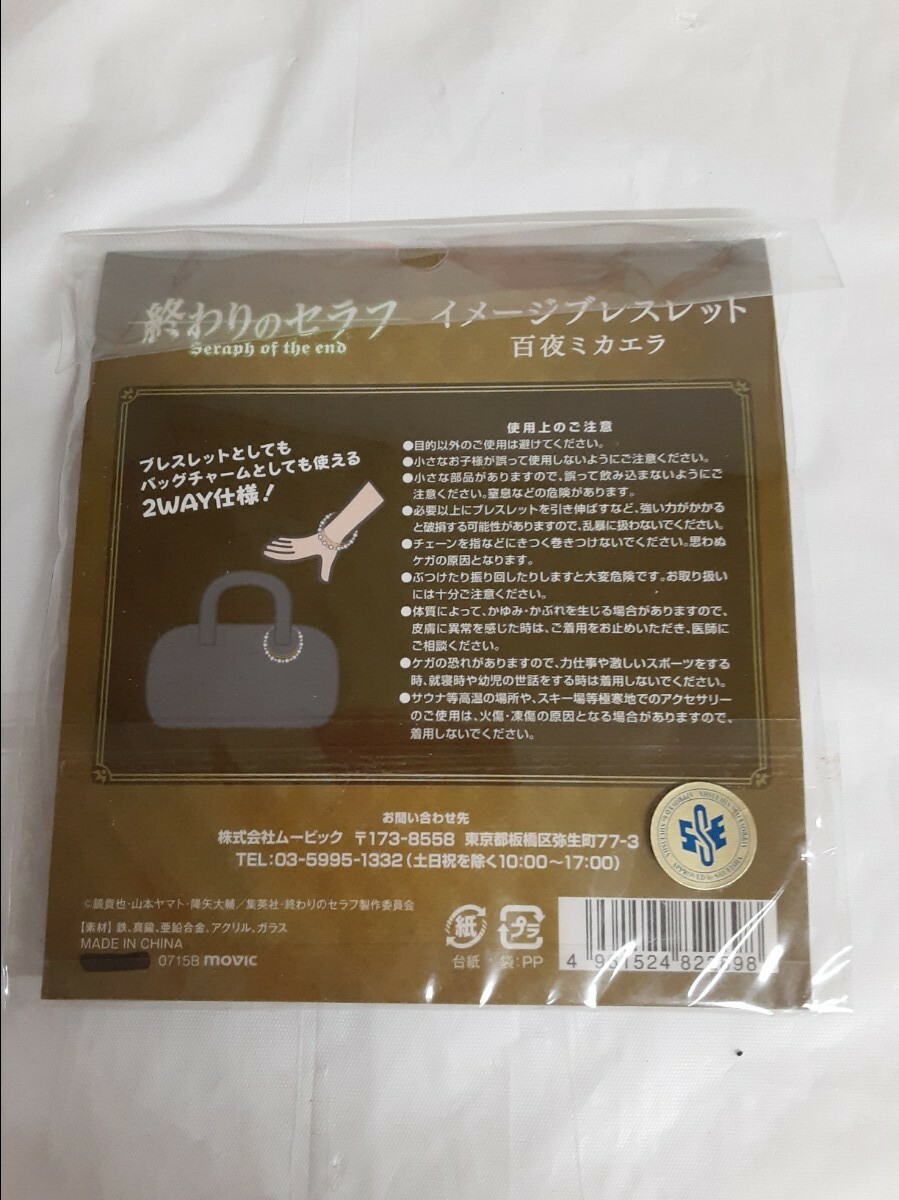 終わりのセラフ
Seraph of the end
イメージブレスレット
百夜ミカエラ
ブレスレットとしても
バッグチャームとしても使える
2WAY仕様!
使用上のご注意
●目的以外のご使用は避けてください。
●小さなお子様が誤って使用しないようにご注意ください。
●小さな部品がありますので、誤って飲み込まないようにご
注意ください。窒息などの危険があります。
●必要以上にブレスレットを引き伸ばすなど、強い力がかかる
と破損する可能性がありますので、乱暴に扱わないでください。
●チェーンを指などにきつく巻きつけないでください。思わぬ
ケガの原因となります。
●ぶつけたり振り回したりしますと大変危険です。お取り扱い
には十分ご注意ください。
●体質によって、かゆみ・かぶれを生じる場合がありますので、
皮膚に異常を感じた時は、ご着用をお止めいただき、医師に
ご相談ください。
●ケガの恐れがありますので、力仕事や激しいスポーツをする
時、就寝時や幼児の世話をする時は着用しないでください。
●サウナ等高温の場所や、スキー場等極寒地でのアクセサリー
のご使用は、火傷・凍傷の原因となる場合がありますので、
着用しないでください。
お問い合わせ先
株式会社ムービック 〒173-8558 東京都板橋区弥生町77-3
TEL:03-5995-1332(土日祝を除く10:00〜17:00)
©鏡貴也・山本ヤマト・降矢大輔/集英社・終わりのセラフ製作委員会
【素材】鉄、真鍮、亜鉛合金、アクリル、ガラス
MADE IN CHINA
0715B movic
紙
プラ
台紙・袋:PP
SSE